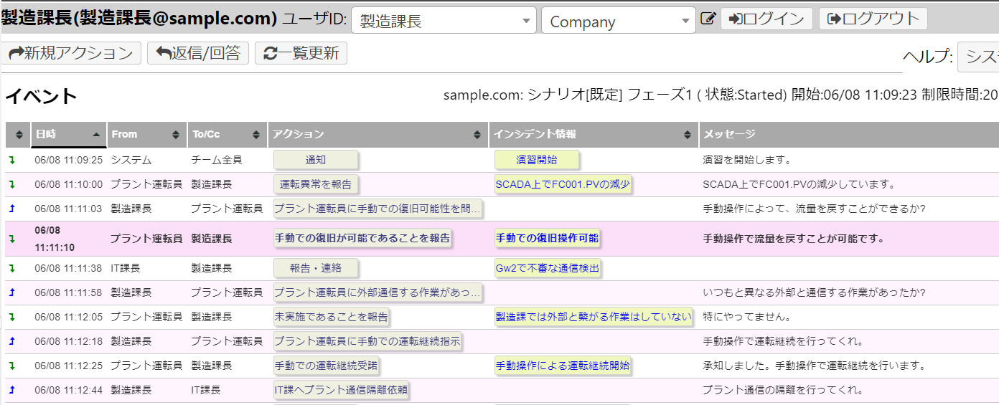 製造課長(製造課長@sample.com) ユーザID: 製造課長 Company ログイン ログアウト
新規アクション 返信/回答 一覧更新 ヘルプ: シス
イベント sample.com: シナリオ[既定] フェーズ1 ( 状態:Started) 開始:06/08 11:09:23 制限時間:20
日時 From To/Cc アクション インシデント情報 メッセージ
06/08 11:09:25 システム チーム全員 通知 演習開始 演習を開始します。
06/08 11:10:00 プラント運転員 製造課長 運転異常を報告 SCADA上でFC001.PVの減少 SCADA上でFC001.PVの減少しています。
06/08 11:11:03 製造課長 プラント運転員 プラント運転員に手動での復旧可能性を問... 手動操作によって、流量を戻すことができるか?
06/08
11:11:10 プラント運転員 製造課長 手動での復旧が可能であることを報告 手動での復旧操作可能 手動操作で流量を戻すことが可能です。
06/08 11:11:38 IT課長 製造課長 報告・連絡 Gw2で不審な通信検出
06/08 11:11:58 製造課長 プラント運転員 プラント運転員に外部通信する作業があっ... いつもと異なる外部と通信する作業があったか?
06/08 11:12:05 プラント運転員 製造課長 未実施であることを報告 製造課では外部と繋がる作業はしていない 特にやってません。
06/08 11:12:18 製造課長 プラント運転員 プラント運転員に手動での運転継続指示 手動操作で運転継続を行ってくれ。
06/08 11:12:25 プラント運転員 製造課長 手動での運転継続受諾 手動操作による運転継続開始 承知しました。手動操作で運転継続を行います。
06/08 11:12:44 製造課長 IT課長 IT課へプラント通信隔離依頼 プラント通信の隔離を行ってくれ。